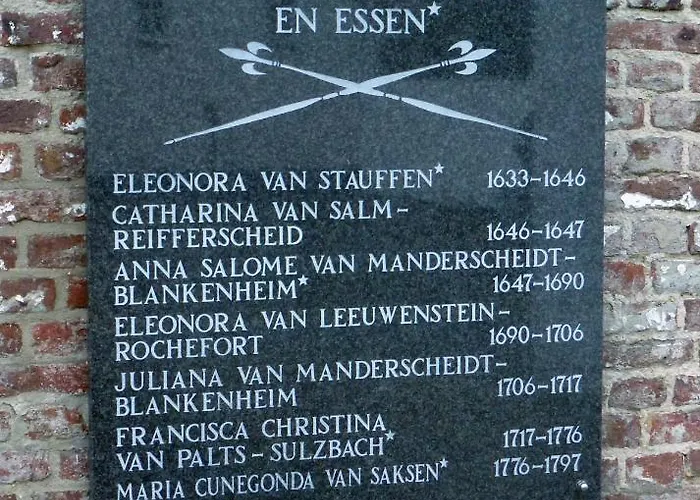 EN ESSEN*
ELEONORA VAN STAUFFEN* 1633-1646
CATHARINA VAN SALM-
REIFFERSCHEID 1646-1647
ANNA SALOME VAN MANDERSCHEIDT-
BLANKENHEIM* 1647-1690
ELEONORA VAN LEEUWENSTEIN-
ROCHEFORT 1690-1706
JULIANA VAN MANDERSCHEIDT-
BLANKENHEIM 1706-1717
FRANCISCA CHRISTINA
VAN PALTS-SULZBACH* 1717-1776
MARIA CUNEGONDA VAN SAKSEN* 1776-1797